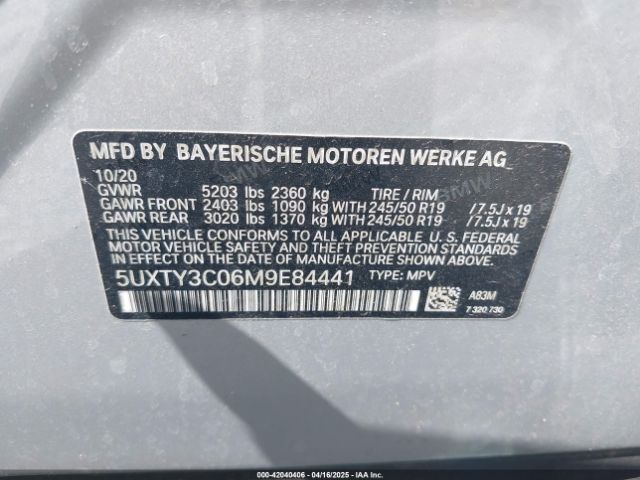 MFD BY BAYERISCHE MOTOREN WERKE AG
10/20
GVWR 5203 lbs 2360 kg TIRE / RIM
GAWR FRONT 2403 lbs 1090 kg WITH 245/50 R19 /7.5J x 19
GAWR REAR 3020 lbs 1370 kg WITH 245/50 R19 /7.5J x 19
THIS VEHICLE CONFORMS TO ALL APPLICABLE U. S. FEDERAL
MOTOR VEHICLE SAFETY AND THEFT PREVENTION STANDARDS
IN EFFECT ON THE DATE OF MANUFACTURE SHOWN ABOVE.
5UXTY3C06M9E84441 TYPE: MPV
A83M
7 320 730
000-42040406 - 04/16/2025 - IAA Inc.